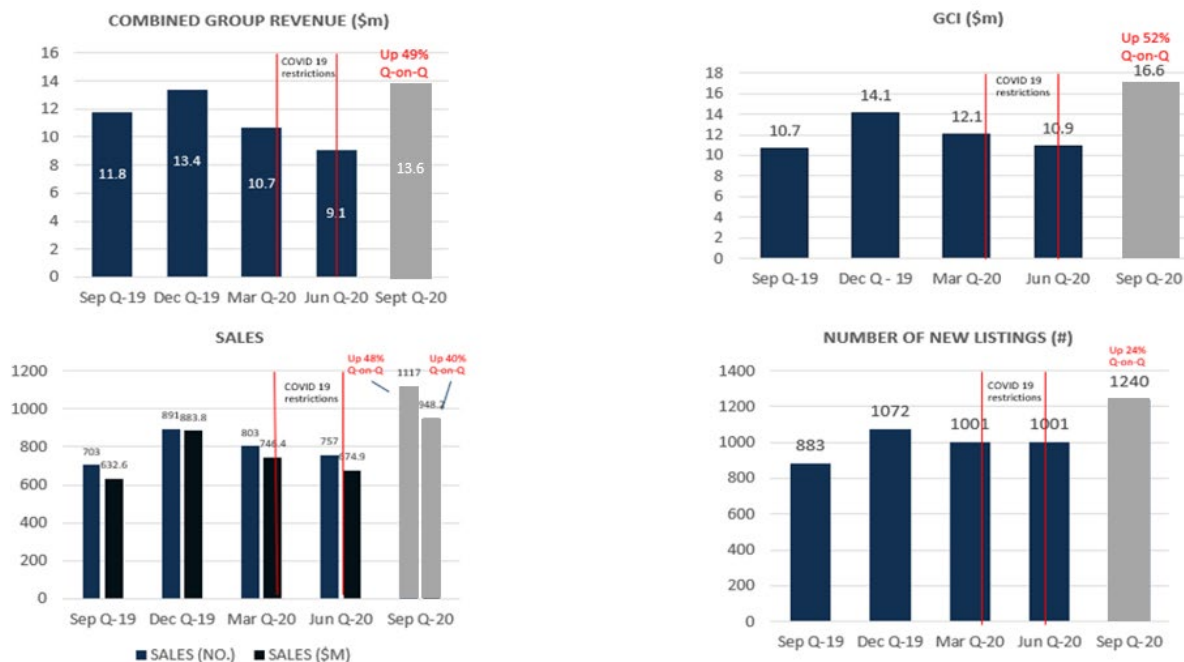 COMBINED GROUP REVENUE ($m)
Up 49%
Q-on-Q
COVID 19
restrictions
16
14
12
10
8
6
4
2
0
11.8
13.4
10.7
9.1
13.6
Sep Q-19
Dec Q-19
Mar Q-20
Jun Q-20
Sept Q-20
GCI ($m)
Up 52%
Q-on-Q
COVID 19
restrictions
18
16
14
12
10
8
6
4
2
0
10.7
14.1
12.1
10.9
16.6
Sep Q-19
Dec Q - 19
Mar Q-20
Jun Q-20
Sep Q-20
SALES
Up 48%
Q-on-Q
Up 40%
Q-on-Q
COVID 19
restrictions
1200
1000
800
600
400
200
0
703
632.6
891
883.8
803
746.4
757
674.9
1117
948.2
Sep Q-19
Dec Q-19
Mar Q-20
Jun Q-20
Sep Q-20
SALES (NO.)
SALES ($M)
NUMBER OF NEW LISTINGS (#)
Up 24%
Q-on-Q
COVID 19
restrictions
1400
1200
1000
800
600
400
200
0
883
1072
1001
1001
1240
Sep Q-19
Dec Q-19
Mar Q-20
Jun Q-20
Sep Q-20